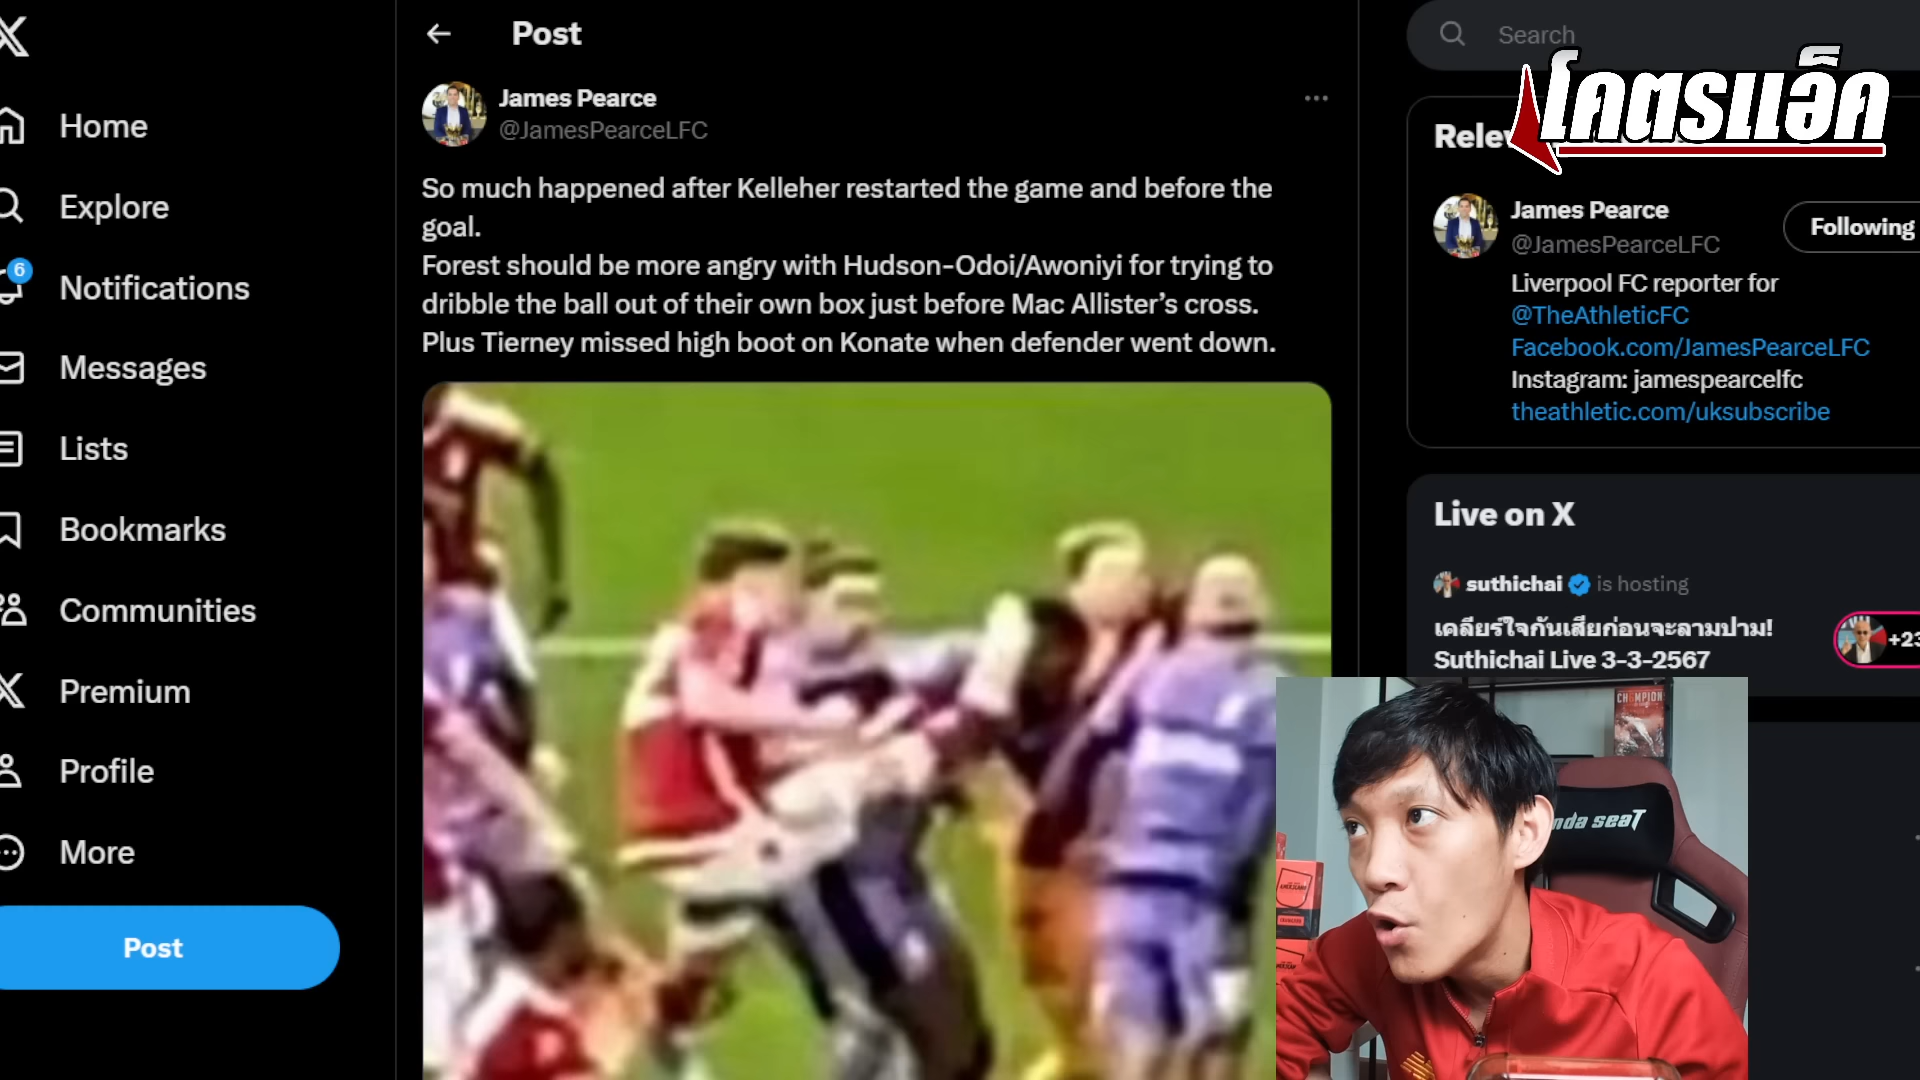 Post
Search
โคตรแอ็ค
James Pearce
@JamesPearceLFC
Home
Explore
6
Notifications
Messages
Lists
Bookmarks
Communities
Premium
Profile
More
Post
So much happened after Kelleher restarted the game and before the
goal.
Forest should be more angry with Hudson-Odoi/Awoniyi for trying to
dribble the ball out of their own box just before Mac Allister’s cross.
Plus Tierney missed high boot on Konate when defender went down.
James Pearce
@JamesPearceLFC
Following
Liverpool FC reporter for
@TheAthleticFC
Facebook.com/JamesPearceLFC
Instagram: jamespearcelfc
theathletic.com/uksubscribe
Live on X
suthichai is hosting
เคลียร์ใจกันเสียก่อนจะลามปาม!
Suthichai Live 3-3-2567
+23
CHAMPIONS
nda seaT